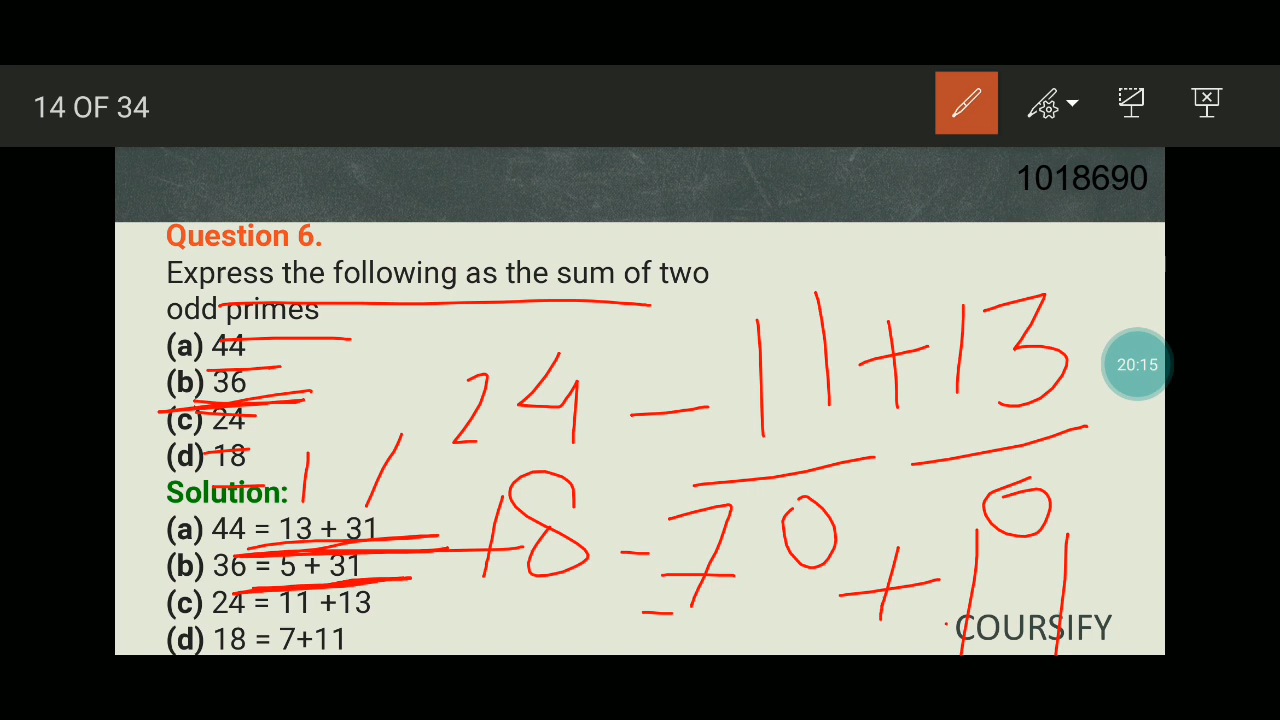 14 OF 34
1018690
Question 6.
Express the following as the sum of two
odd primes
(a) 44
(b) 36
(c) 24
(d) 18
24 - 11+13
20:15
Solution:
(a) 44 = 13 + 31
(b) 36 = 5 + 31
(c) 24 = 11 +13
(d) 18 = 7+11
18 = 7 + 11
COURSIFY